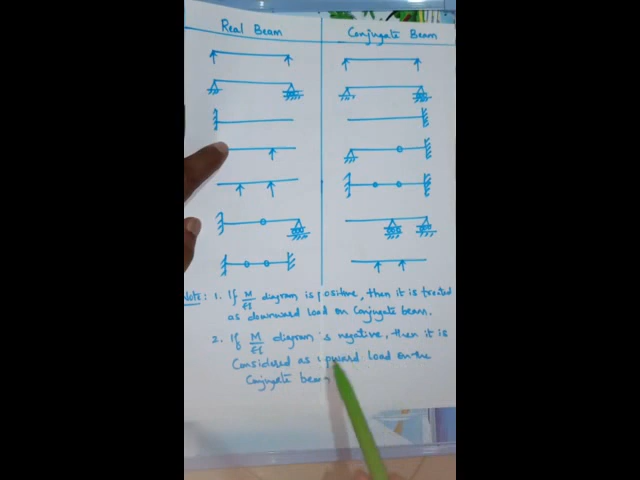 Real Beam
Conjugate Beam
Note: 1. If M/EI diagram is positive, then it is treated
as downward load on Conjugate beam.
2. If M/EI diagram is negative, then it is
Considered as upward load on the
Conjugate beam